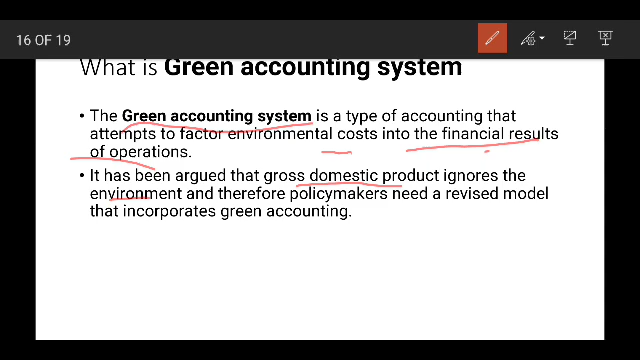 16 OF 19
What is Green accounting system
• The Green accounting system is a type of accounting that
attempts to factor environmental costs into the financial results
of operations.
• It has been argued that gross domestic product ignores the
environment and therefore policymakers need a revised model
that incorporates green accounting.